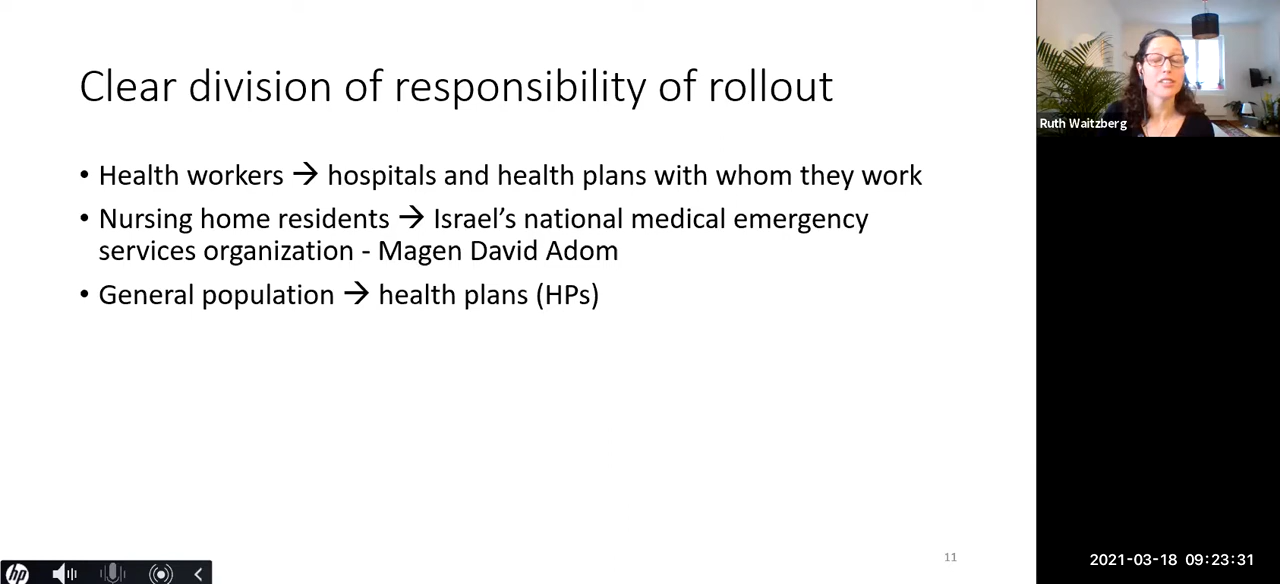 Clear division of responsibility of rollout
• Health workers → hospitals and health plans with whom they work
• Nursing home residents → Israel’s national medical emergency
services organization - Magen David Adom
• General population → health plans (HPs)
11
Ruth Waitzberg
hp
2021-03-18 09:23:31